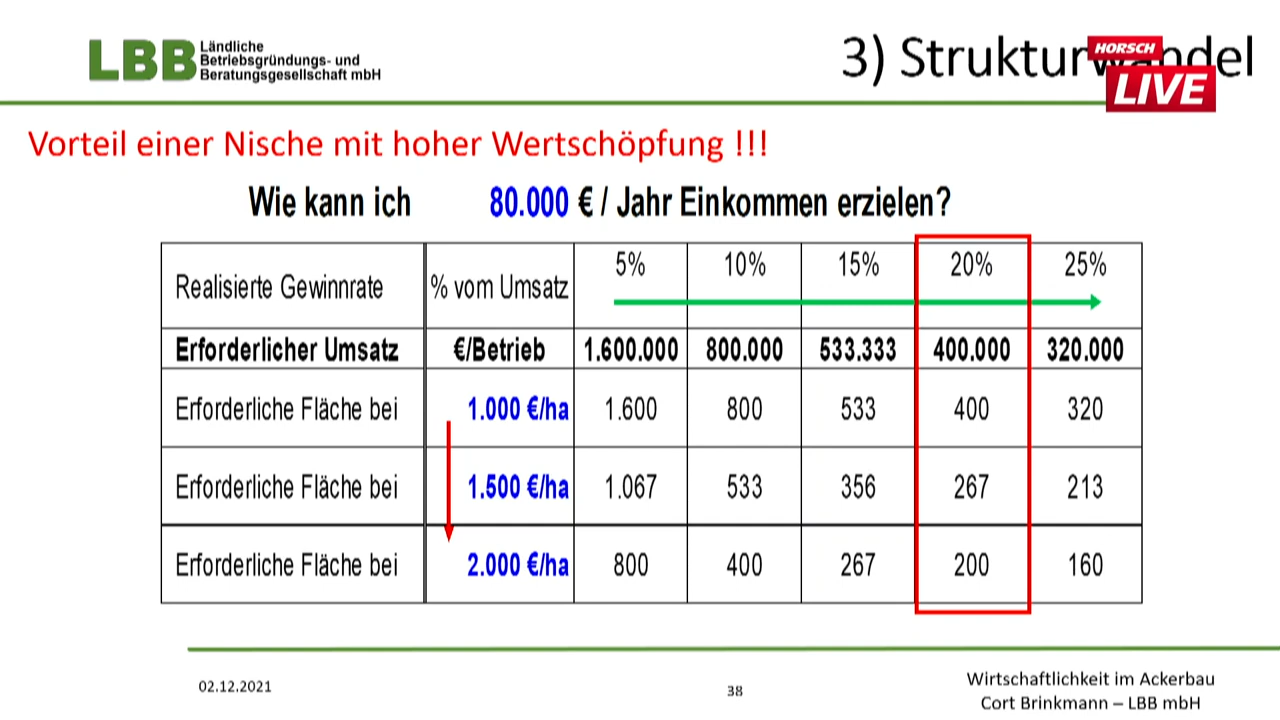 LBB
Ländliche
Betriebsgründungs- und
Beratungsgesellschaft mbH
3) Strukturwandel
HORSCH
LIVE
Vorteil einer Nische mit hoher Wertschöpfung !!!
Wie kann ich 80.000 € / Jahr Einkommen erzielen?
Realisierte Gewinnrate % vom Umsatz 5% 10% 15% 20% 25%
Erforderlicher Umsatz €/Betrieb 1.600.000 800.000 533.333 400.000 320.000
Erforderliche Fläche bei 1.000 €/ha 1.600 800 533 400 320
Erforderliche Fläche bei 1.500 €/ha 1.067 533 356 267 213
Erforderliche Fläche bei 2.000 €/ha 800 400 267 200 160
02.12.2021
38
Wirtschaftlichkeit im Ackerbau
Cort Brinkmann – LBB mbH